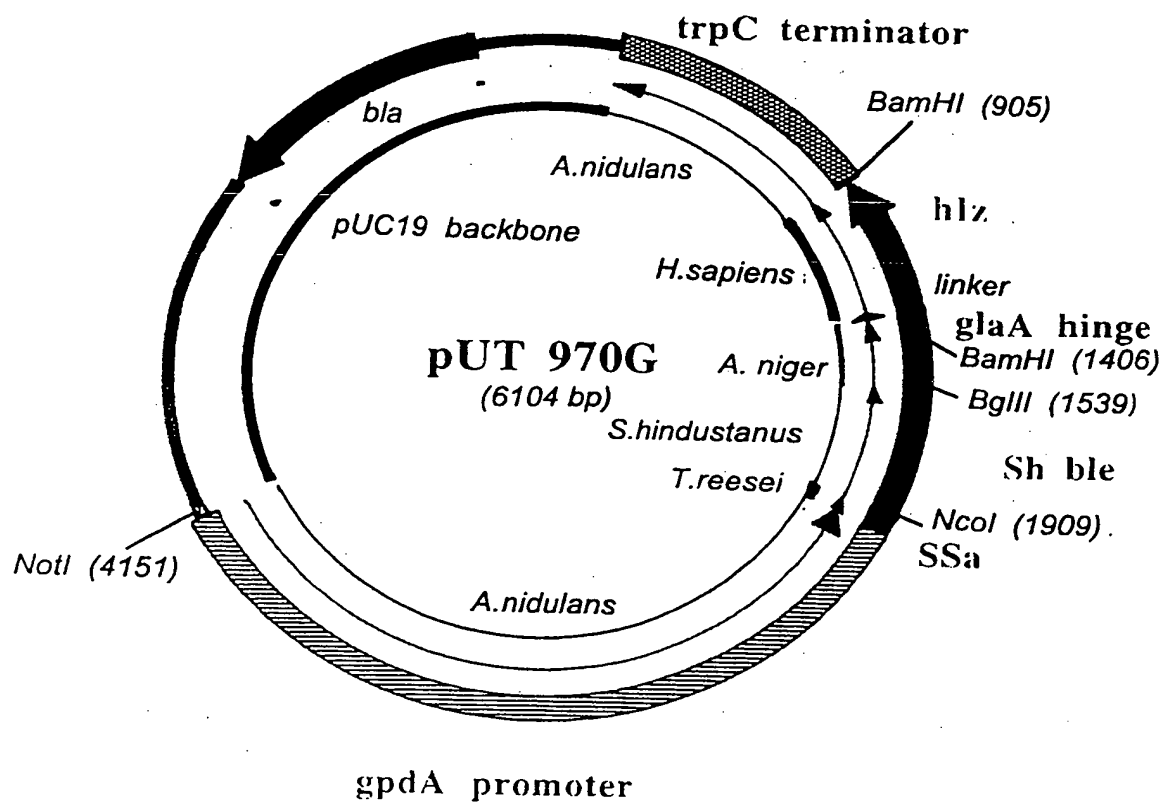 trpC terminator
BamHI (905)
bla
A.nidulans
hlz
pUC19 backbone
H.sapiens
linker
glaA hinge
pUT 970G
(6104 bp)
A. niger
BamHI (1406)
BglII (1539)
S.hindustanus
T.reesei
Sh ble
NcoI (1909)
SSa
NotI (4151)
A.nidulans
gpdA promoter